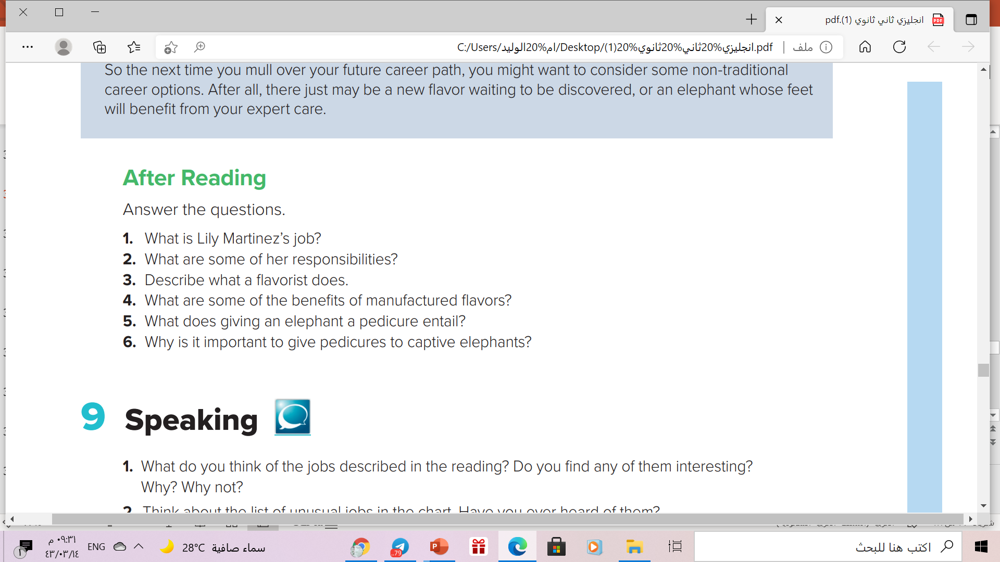 انجليزي ثاني ثانوي (1).pdf
ملف
C:/Users/ام%20الوليد/Desktop/انجليزي%20ثاني%20ثانوي%20(1).pdf
So the next time you mull over your future career path, you might want to consider some non-traditional
career options. After all, there just may be a new flavor waiting to be discovered, or an elephant whose feet
will benefit from your expert care.
After Reading
Answer the questions.
1. What is Lily Martinez’s job?
2. What are some of her responsibilities?
3. Describe what a flavorist does.
4. What are some of the benefits of manufactured flavors?
5. What does giving an elephant a pedicure entail?
6. Why is it important to give pedicures to captive elephants?
9 Speaking
1. What do you think of the jobs described in the reading? Do you find any of them interesting?
Why? Why not?
2. Think about the list of unusual jobs in the chart. Have you ever heard of them?
٠٩:٣١ م
٤٣/٠٣/١٤
ENG
28°C سماء صافية
اكتب هنا للبحث